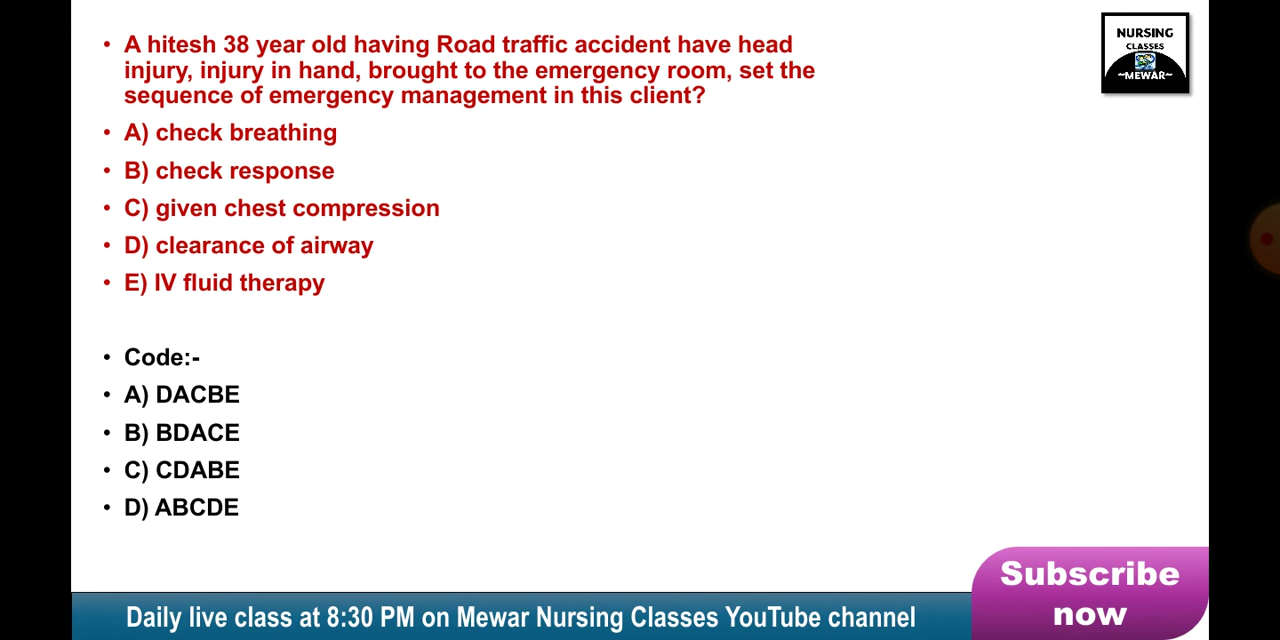 NURSING
CLASSES
~MEWAR~
• A hitesh 38 year old having Road traffic accident have head
injury, injury in hand, brought to the emergency room, set the
sequence of emergency management in this client?
• A) check breathing
• B) check response
• C) given chest compression
• D) clearance of airway
• E) IV fluid therapy
• Code:-
• A) DACBE
• B) BDACE
• C) CDABE
• D) ABCDE
Subscribe
now
Daily live class at 8:30 PM on Mewar Nursing Classes YouTube channel